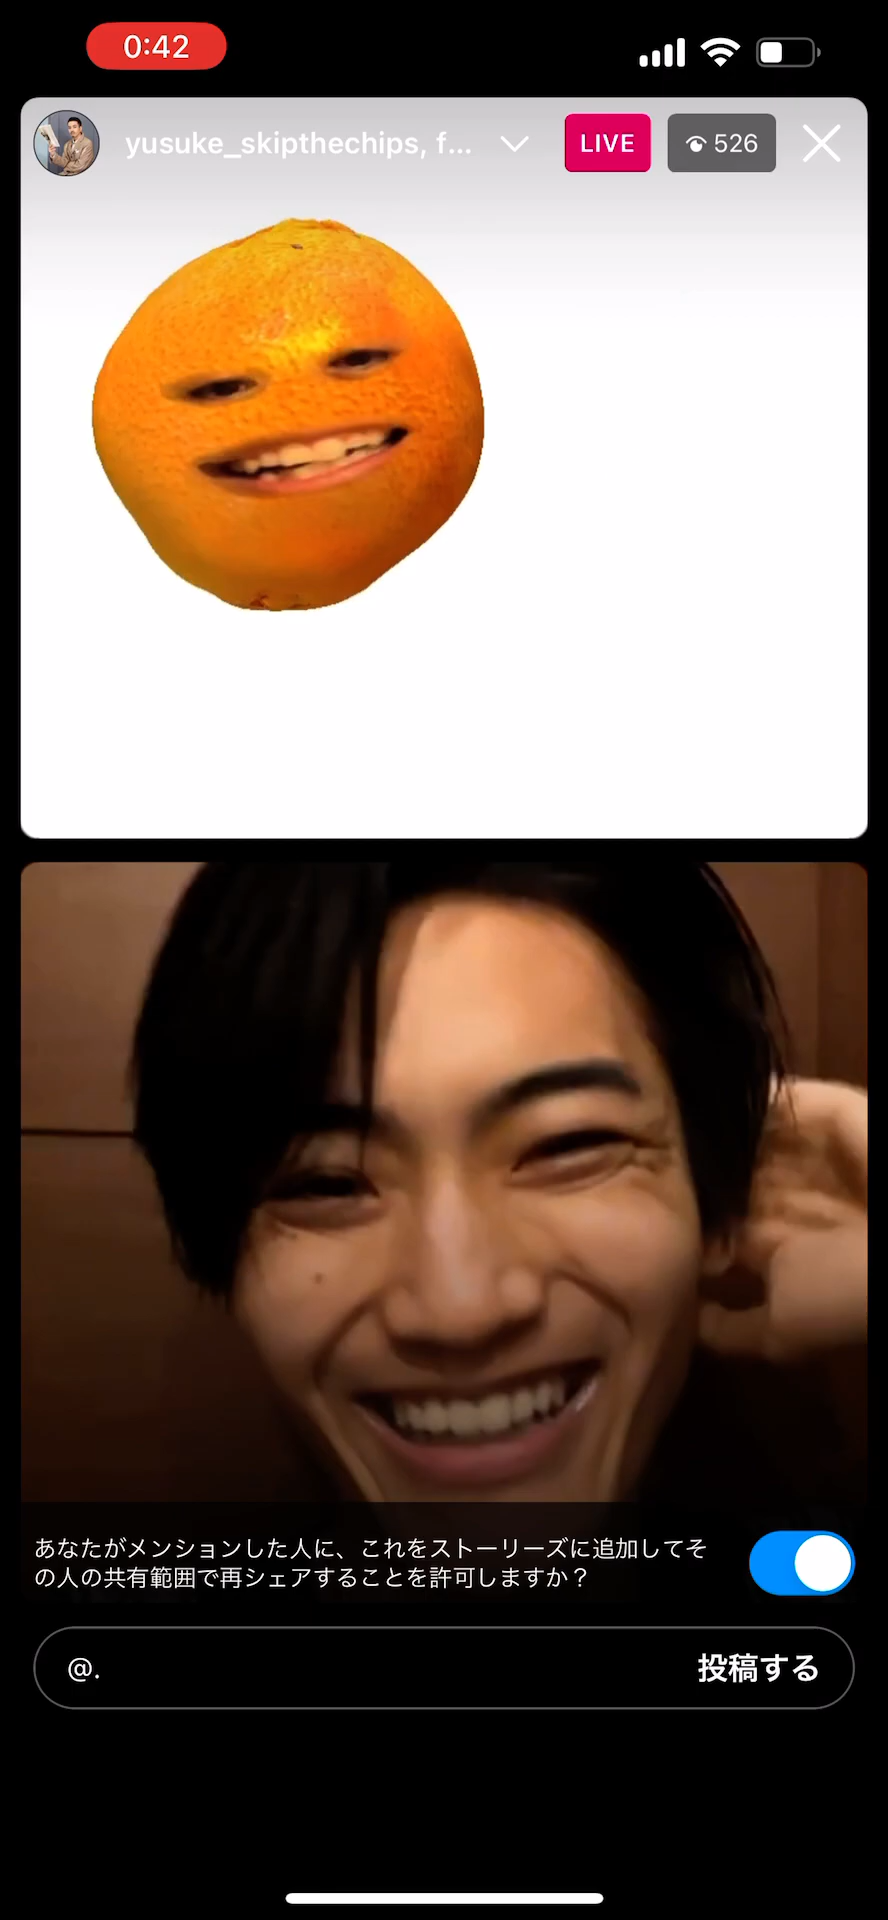 0:42
yusuke_skipthechips, f...
LIVE
526
あなたがメンションした人に、これをストーリーズに追加してそ
の人の共有範囲で再シェアすることを許可しますか？
@.
投稿する